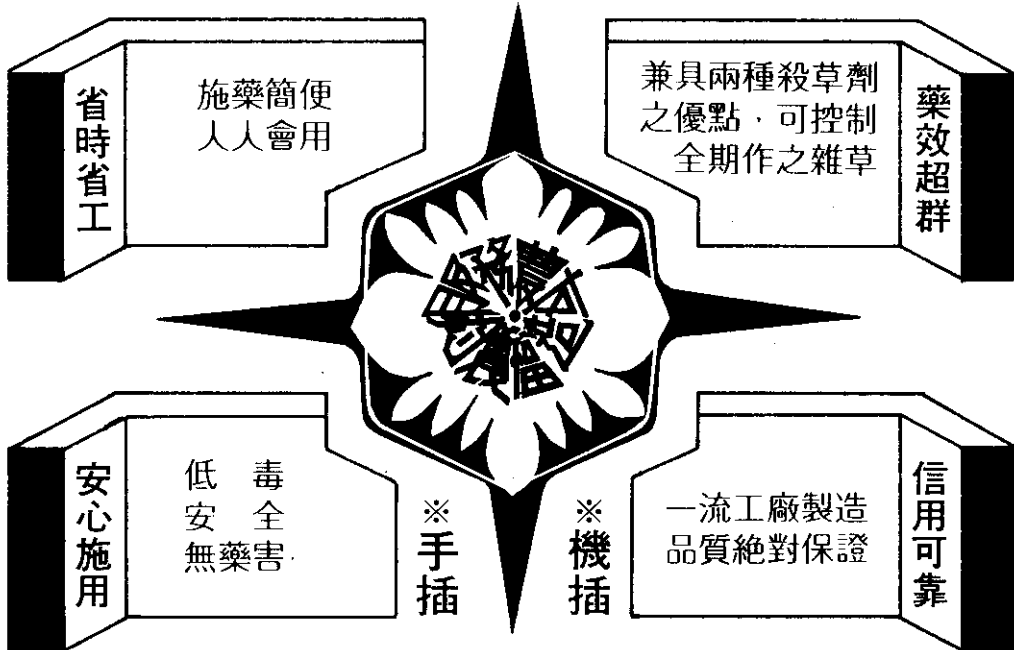 省時省工
施藥簡便
人人會用
藥效超群
兼具兩種殺草劑
之優點，可控制
全期作之雜草
安心施用
低 毒
安 全
無藥害
※手插
※機插
信用可靠
一流工廠製造
品質絕對保證